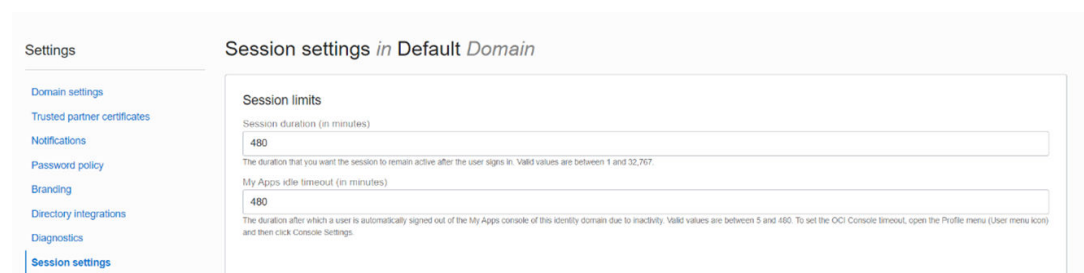 Settings
Session settings in Default Domain
Domain settings
Trusted partner certificates
Notifications
Password policy
Branding
Directory integrations
Diagnostics
Session settings
Session limits
Session duration (in minutes)
480
The duration that you want the session to remain active after the user signs in. Valid values are between 1 and 32,767.
My Apps idle timeout (in minutes)
480
The duration after which a user is automatically signed out of the My Apps console of this identity domain due to inactivity. Valid values are between 5 and 480. To set the OCI Console timeout, open the Profile menu (User menu icon)
and then click Console Settings.